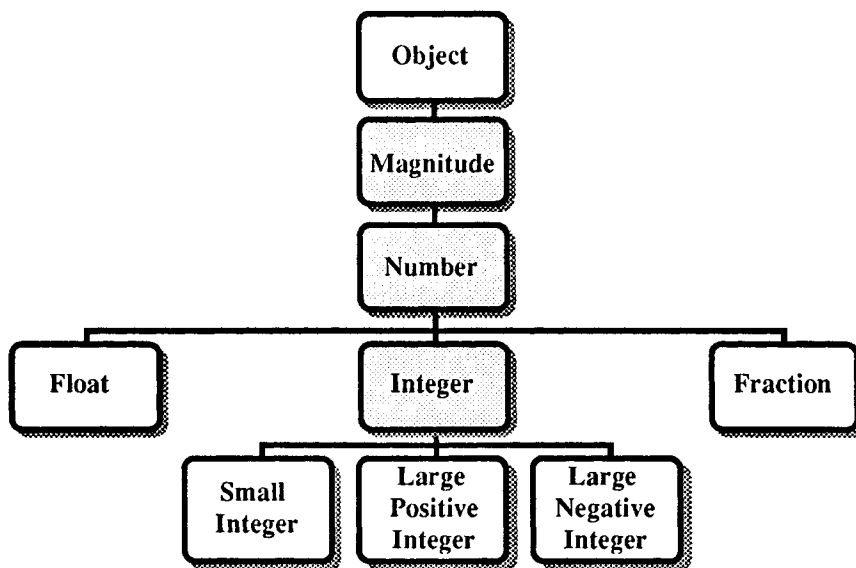 Object
Magnitude
Number
Float
Integer
Fraction
Small
Integer
Large
Positive
Integer
Large
Negative
Integer